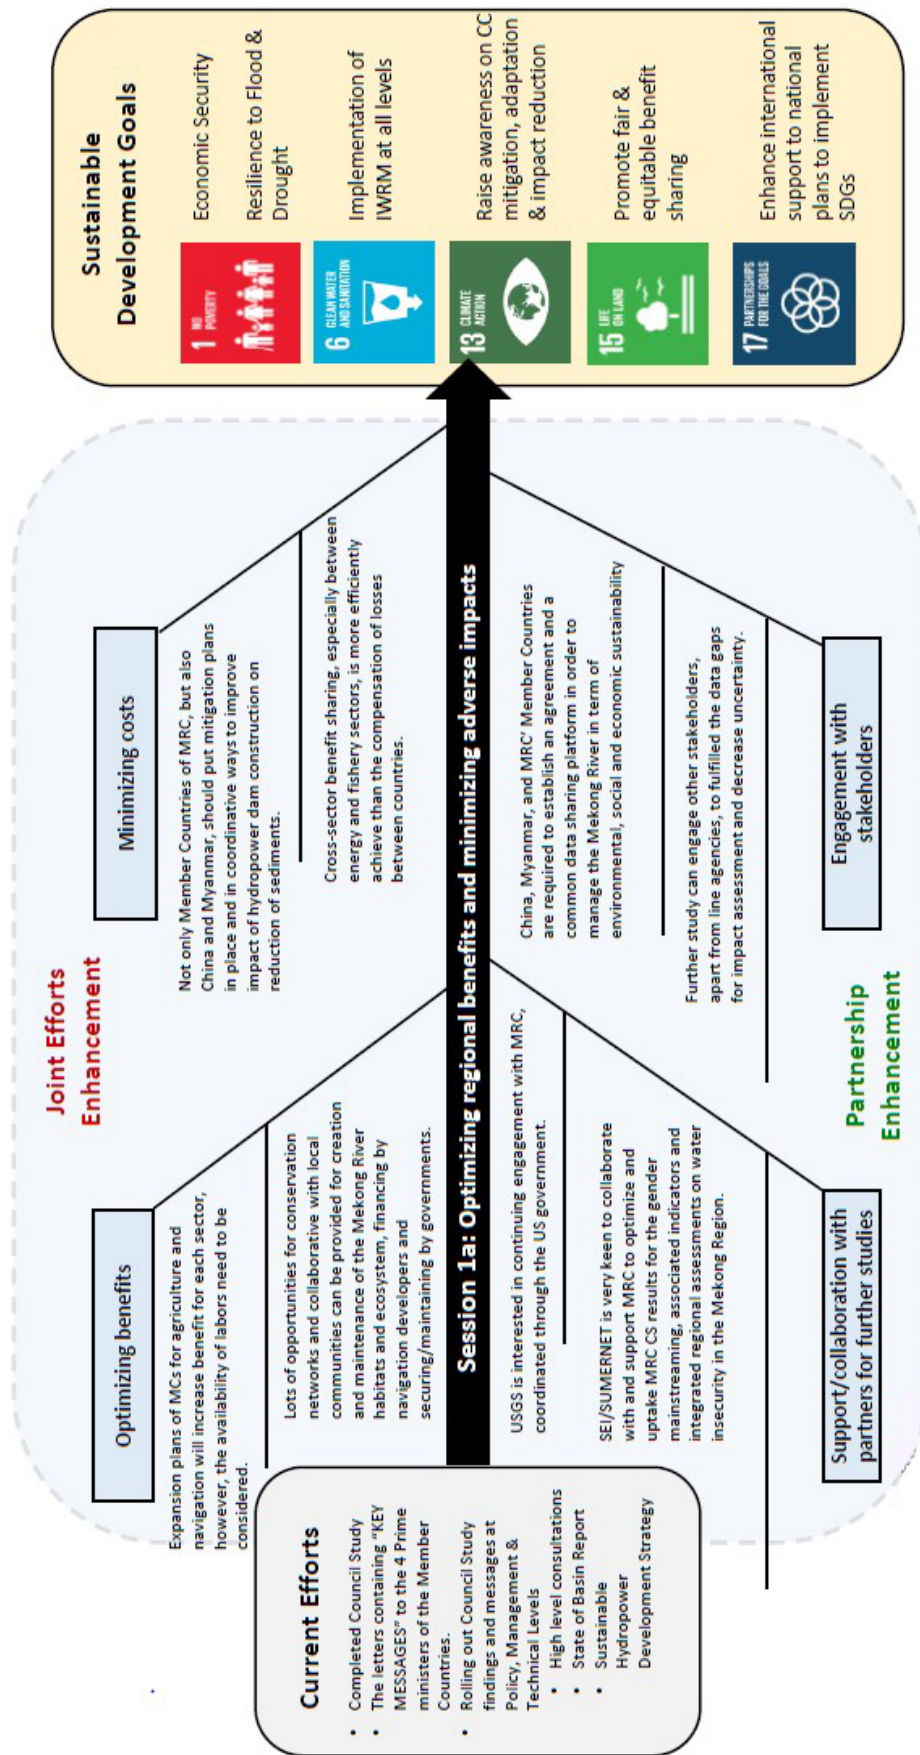 Joint Efforts
Enhancement
Optimizing benefits
Expansion plans of MCs for agriculture and
navigation will increase benefit for each sector,
however, the availability of labors need to be
considered.
Lots of opportunities for conservation
networks and collaborative with local
communities can be provided for creation
and maintenance of the Mekong River
habitats and ecosystem, financing by
navigation developers and
securing/maintaining by governments.
Minimizing costs
Not only Member Countries of MRC, but also
China and Myanmar, should put mitigation plans
in place and in coordinative ways to improve
impact of hydropower dam construction on
reduction of sediments.
Cross-sector benefit sharing, especially between
energy and fishery sectors, is more efficiently
achieve than the compensation of losses
between countries.
Current Efforts
• Completed Council Study
• The letters containing "KEY
MESSAGES" to the 4 Prime
ministers of the Member
Countries.
• Rolling out Council Study
findings and messages at
Policy, Management &
Technical Levels
• High level consultations
• State of Basin Report
• Sustainable
Hydropower
Development Strategy
Session 1a: Optimizing regional benefits and minimizing adverse impacts
USGS is interested in continuing engagement with MRC,
coordinated through the US government.
SEI/SUMERNET is very keen to collaborate
with and support MRC to optimize and
uptake MRC CS results for the gender
mainstreaming, associated indicators and
integrated regional assessments on water
insecurity in the Mekong Region.
Support/collaboration with
partners for further studies
China, Myanmar, and MRC' Member Countries
are required to establish an agreement and a
common data sharing platform in order to
manage the Mekong River in term of
environmental, social and economic sustainability
Further study can engage other stakeholders,
apart from line agencies, to fulfilled the data gaps
for impact assessment and decrease uncertainty.
Engagement with
stakeholders
Partnership
Enhancement
Sustainable
Development Goals
1 NO
POVERTY
Economic Security
Resilience to Flood &
Drought
6 CLEAN WATER
AND SANITATION
Implementation of
IWRM at all levels
13 CLIMATE
ACTION
Raise awareness on CC
mitigation, adaptation
& impact reduction
15 LIFE
ON LAND
Promote fair &
equitable benefit
sharing
17 PARTNERSHIPS
FOR THE GOALS
Enhance international
support to national
plans to implement
SDGs